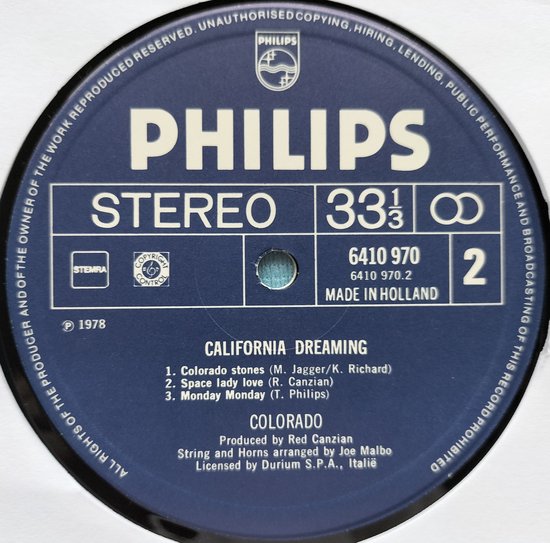 ALL RIGHTS OF THE PRODUCER AND OF THE OWNER OF THE WORK REPRODUCED RESERVED. UNAUTHORISED COPYING, HIRING, LENDING, PUBLIC PERFORMANCE AND BROADCASTING OF THIS RECORD PROHIBITED
PHILIPS
PHILIPS
STEREO 33 1/3
STEMRA COPYRIGHT CONTROL 6410 970 2
6410 970.2
MADE IN HOLLAND
℗ 1978
CALIFORNIA DREAMING
1. Colorado stones (M. Jagger/K. Richard)
2. Space lady love (R. Canzian)
3. Monday Monday (T. Philips)
COLORADO
Produced by Red Canzian
String and Horns arranged by Joe Malbo
Licensed by Durium S.P.A., Italië